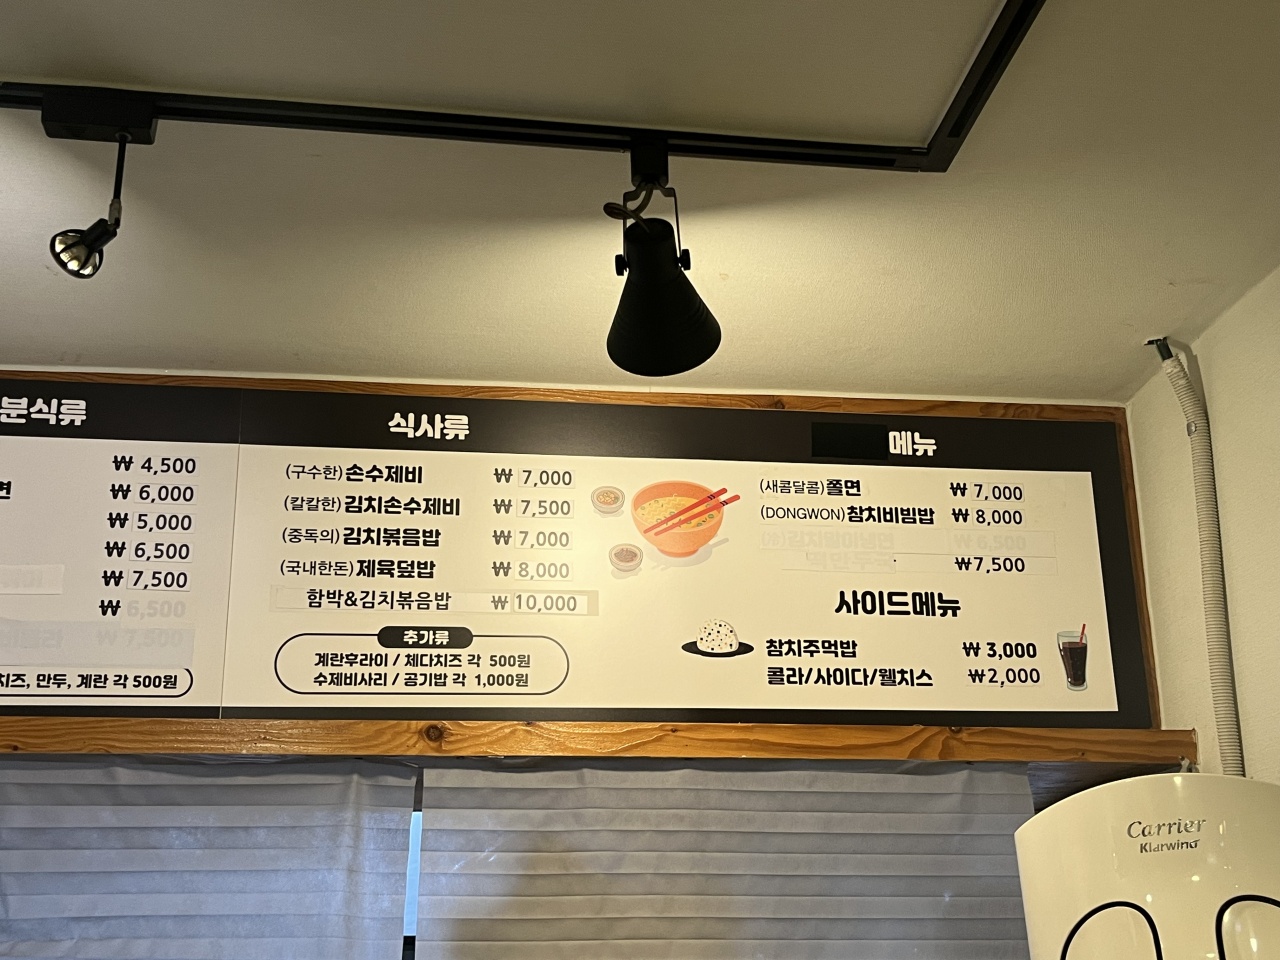 분식류
₩ 4,500
면 ₩ 6,000
₩ 5,000
₩ 6,500
₩ 7,500
₩ 6,500
₩ 7,500
치즈, 만두, 계란 각 500원
식사류
(구수한) 손수제비 ₩ 7,000
(칼칼한) 김치손수제비 ₩ 7,500
(중독의) 김치볶음밥 ₩ 7,000
(국내한돈) 제육덮밥 ₩ 8,000
함박&김치볶음밥 ₩ 10,000
추가류
계란후라이 / 체다치즈 각 500원
수제비사리 / 공기밥 각 1,000원
메뉴
(새콤달콤) 쫄면 ₩ 7,000
(DONGWON) 참치비빔밥 ₩ 8,000
₩ 6,500
₩7,500
사이드메뉴
참치주먹밥 ₩ 3,000
콜라/사이다/웰치스 ₩2,000
Carrier
Klarwind